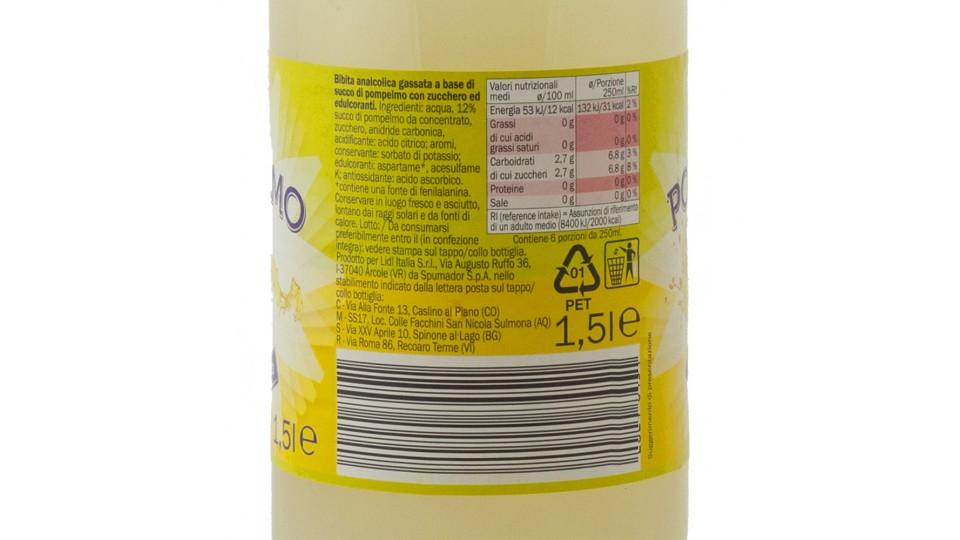 Bibita analcolica gassata a base di
succo di pompelmo con zucchero ed
edulcoranti. Ingredienti: acqua, 12%
succo di pompelmo da concentrato,
zucchero, anidride carbonica,
acidificante: acido citrico; aromi,
conservante: sorbato di potassio;
edulcoranti: aspartame*, acesulfame
K; antiossidante: acido ascorbico.
*contiene una fonte di fenilalanina.
Conservare in luogo fresco e asciutto,
lontano dai raggi solari e da fonti di
calore. Lotto: / Da consumarsi
preferibilmente entro il (in confezione
integra): vedere stampa sul tappo/collo bottiglia.
Prodotto per Lidl Italia S.r.l., Via Augusto Ruffo 36,
I-37040 Arcole (VR) da Spumador S.p.A. nello
stabilimento indicato dalla lettera posta sul tappo/
collo bottiglia:
C - Via Alla Fonte 13, Caslino al Piano (CO)
M - SS17, Loc. Colle Facchini San Nicola Sulmona (AQ)
S - Via XXV Aprile 10, Spinone al Lago (BG)
R - Via Roma 86, Recoaro Terme (VI)
Valori nutrizionali medi ø/100 ml ø/Porzione 250ml %RI
Energia 53 kJ/12 kcal 132 kJ/31 kcal 2%
Grassi 0 g 0 g 0%
di cui acidi grassi saturi 0 g 0 g 0%
Carboidrati 2,7 g 6,8 g 3%
di cui zuccheri 2,7 g 6,8 g 8%
Proteine 0 g 0 g 0%
Sale 0 g 0 g 0%
RI (reference intake) = Assunzioni di riferimento
di un adulto medio (8400 kJ/2000 kcal)
Contiene 6 porzioni da 250ml.
01
PET
1,5l e
Suggerimento di presentazione
MO
1,5l e
PO